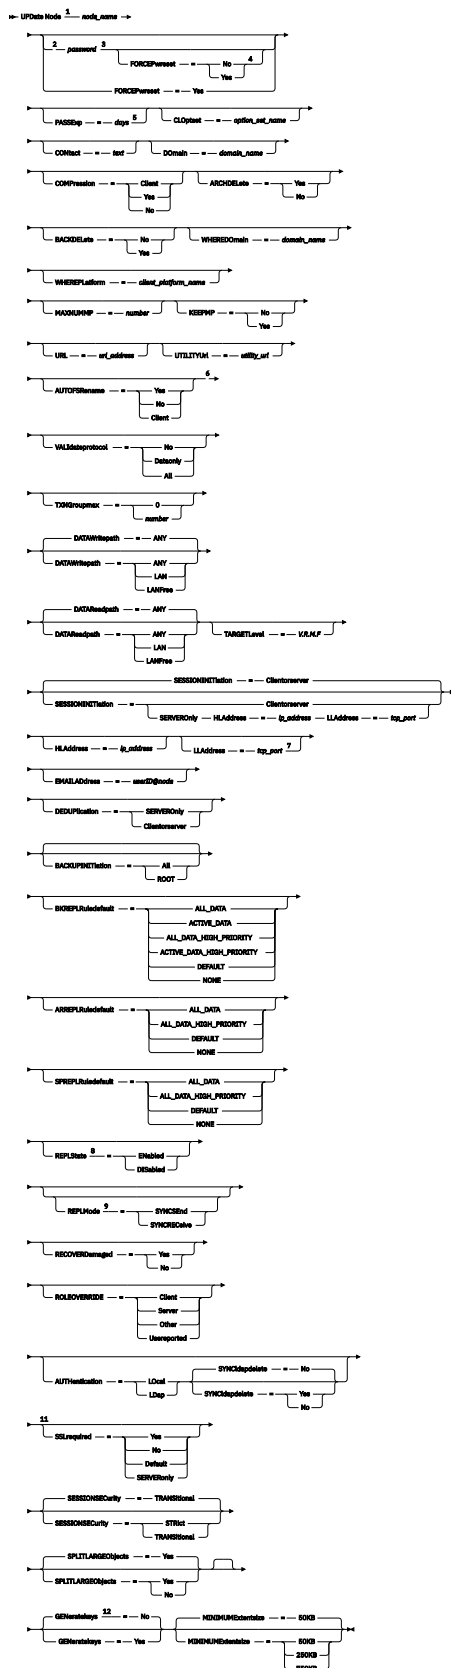 UPDate Node 1 node_name
2 password 3
FORCEPwreset = No 4
Yes
FORCEPwreset = Yes
PASSExp = days 5 CLOptset = option_set_name
CONtact = text DOmain = domain_name
COMPression = Client ARCHDELete = Yes
Yes No
No
BACKDELete = No WHEREDOmain = domain_name
Yes
WHEREPLatform = client_platform_name
MAXNUMMP = number KEEPMP = No
Yes
URL = url_address UTILITYUrl = utility_url
6
AUTOFSRename = Yes
No
Client
VALIdateprotocol = No
Dataonly
All
TXNGroupmax = 0
number
DATAWritepath = ANY
DATAWritepath = ANY
LAN
LANFree
DATAReadpath = ANY
DATAReadpath = ANY TARGETLevel = V.R.M.F
LAN
LANFree
SESSIONINITiation = Clientorserver
SESSIONINITiation = Clientorserver
SERVEROnly HLAddress = ip_address LLAddress = tcp_port
HLAddress = ip_address LLAddress = tcp_port 7
EMAILADdress = userID@node
DEDUPlication = SERVEROnly
Clientorserver
BACKUPINITiation = All
ROOT
BKREPLRuledefault = ALL_DATA
ACTIVE_DATA
ALL_DATA_HIGH_PRIORITY
ACTIVE_DATA_HIGH_PRIORITY
DEFAULT
NONE
ARREPLRuledefault = ALL_DATA
ALL_DATA_HIGH_PRIORITY
DEFAULT
NONE
SPREPLRuledefault = ALL_DATA
ALL_DATA_HIGH_PRIORITY
DEFAULT
NONE
REPLState 8 = ENabled
DISabled
REPLMode 9 = SYNCSEnd
SYNCRECeive
RECOVERDamaged = Yes
No
ROLEOVERRIDE = Client
Server
Other
Usereported
SYNCldapdelete = No
AUTHentication = LOcal
LDap SYNCldapdelete = Yes
No
11
SSLrequired = Yes
No
Default
SERVERonly
SESSIONSECurity = TRANSitional
SESSIONSECurity = STRict
TRANSitional
SPLITLARGEObjects = Yes
SPLITLARGEObjects = Yes
No
GENeratekeys 12 = No MINIMUMExtentsize = 50KB
GENeratekeys = Yes MINIMUMExtentsize = 50KB
250KB